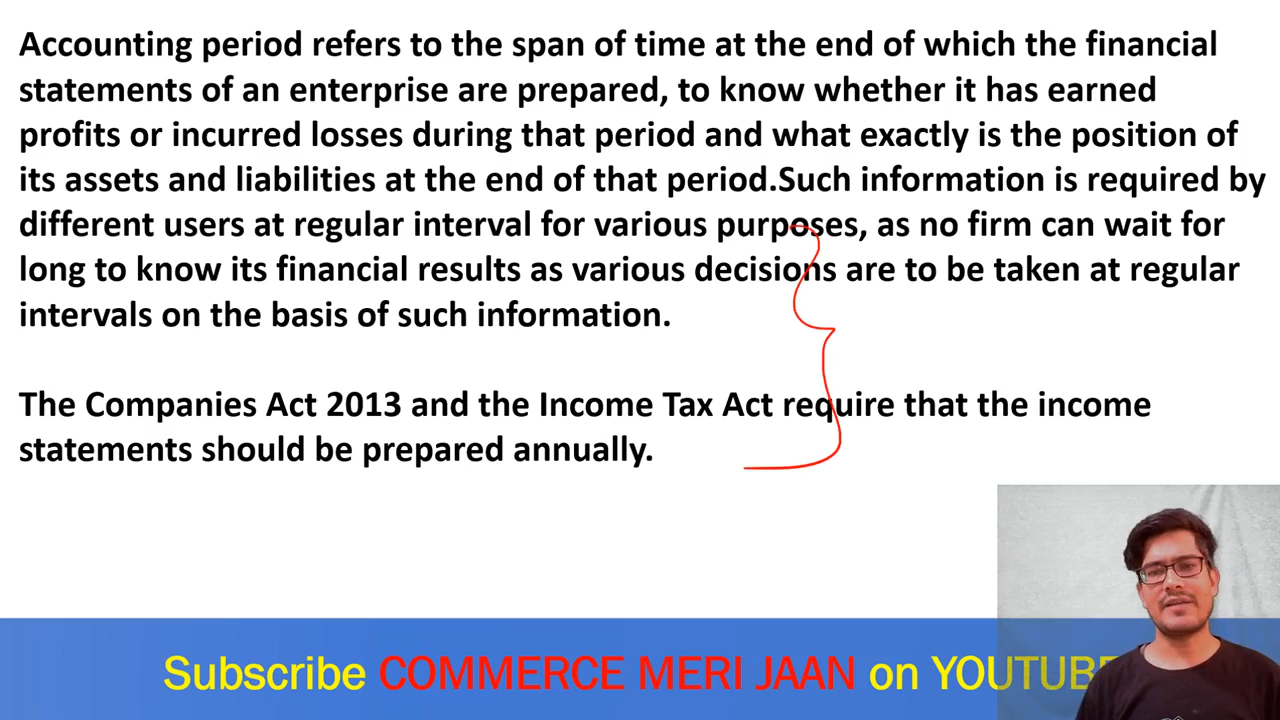 Accounting period refers to the span of time at the end of which the financial
statements of an enterprise are prepared, to know whether it has earned
profits or incurred losses during that period and what exactly is the position of
its assets and liabilities at the end of that period.Such information is required by
different users at regular interval for various purposes, as no firm can wait for
long to know its financial results as various decisions are to be taken at regular
intervals on the basis of such information.
The Companies Act 2013 and the Income Tax Act require that the income
statements should be prepared annually.
Subscribe COMMERCE MERI JAAN on YOUTUBE